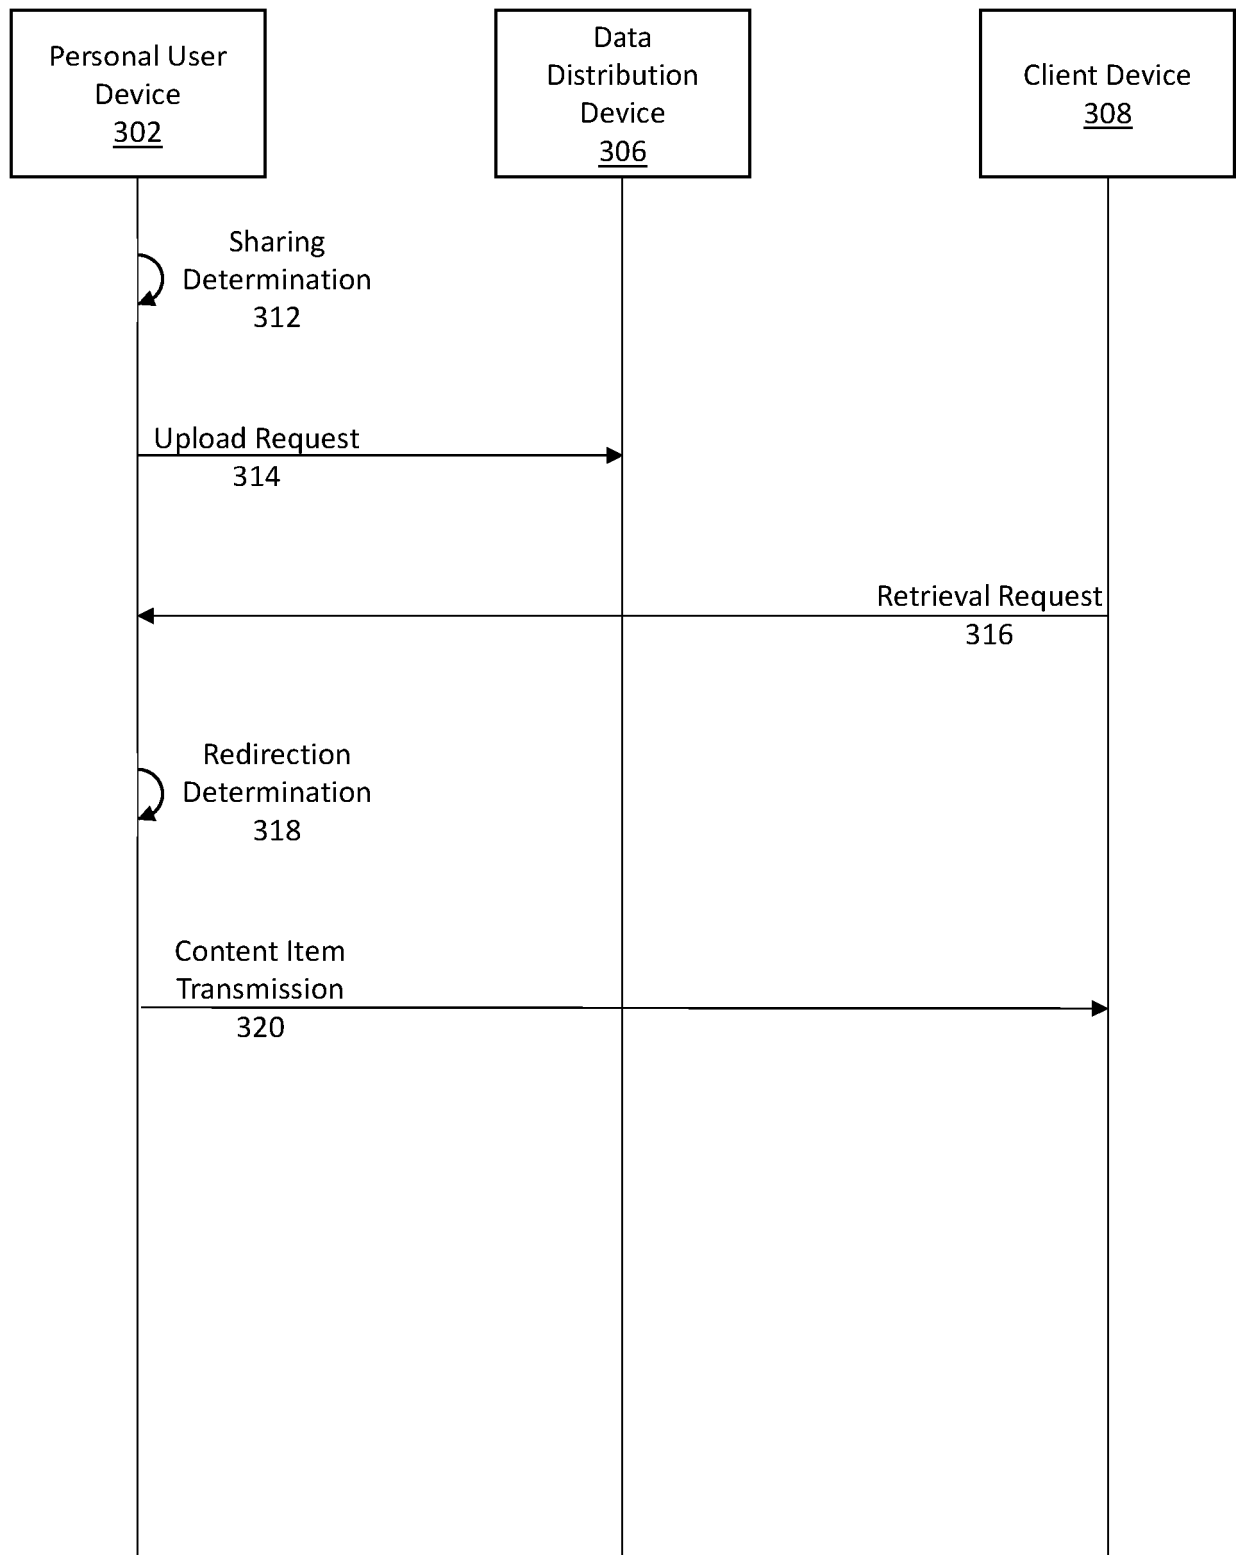 Personal User
Device
302
Data
Distribution
Device
306
Client Device
308
Sharing
Determination
312
Upload Request
314
Retrieval Request
316
Redirection
Determination
318
Content Item
Transmission
320